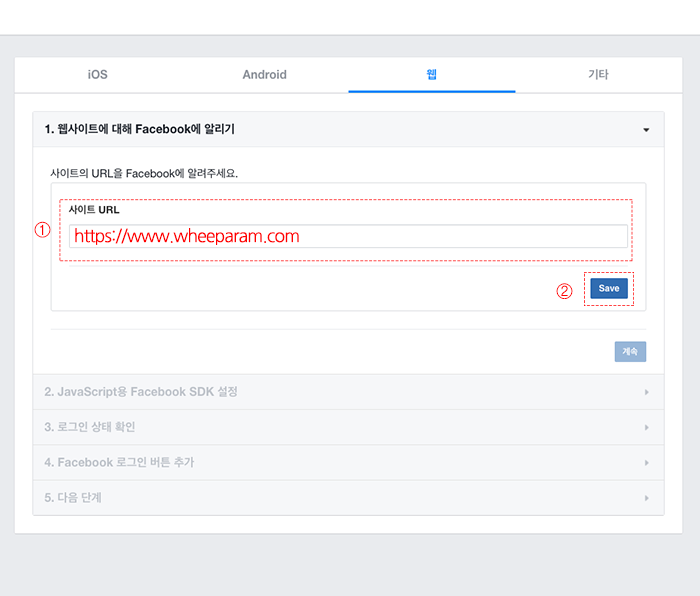 iOS Android 웹 기타
1. 웹사이트에 대해 Facebook에 알리기
사이트의 URL을 Facebook에 알려주세요.
사이트 URL
① https://www.wheeparam.com
② Save
계속
2. JavaScript용 Facebook SDK 설정
3. 로그인 상태 확인
4. Facebook 로그인 버튼 추가
5. 다음 단계